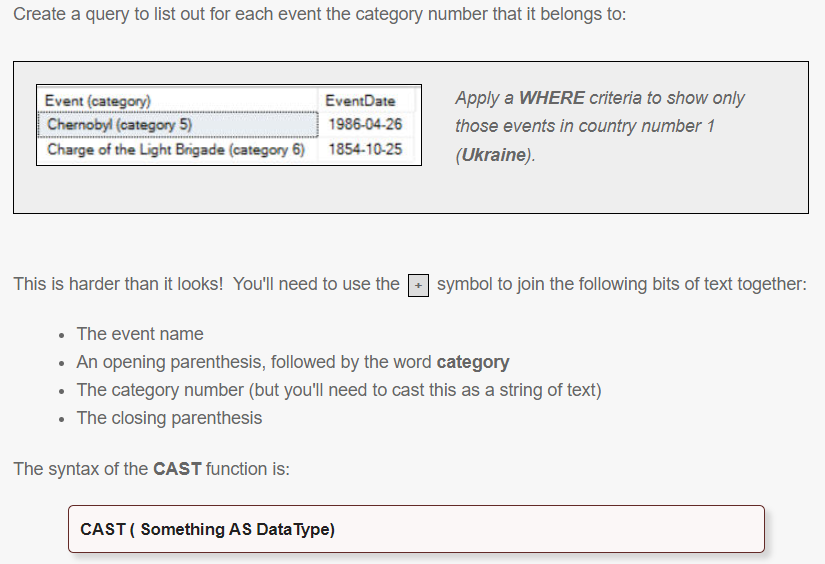 Create a query to list out for each event the category number that it belongs to:
Event (category) EventDate
Chernobyl (category 5) 1986-04-26
Charge of the Light Brigade (category 6) 1854-10-25
Apply a WHERE criteria to show only
those events in country number 1
(Ukraine).
This is harder than it looks! You'll need to use the + symbol to join the following bits of text together:
• The event name
• An opening parenthesis, followed by the word category
• The category number (but you'll need to cast this as a string of text)
• The closing parenthesis
The syntax of the CAST function is:
CAST ( Something AS DataType)